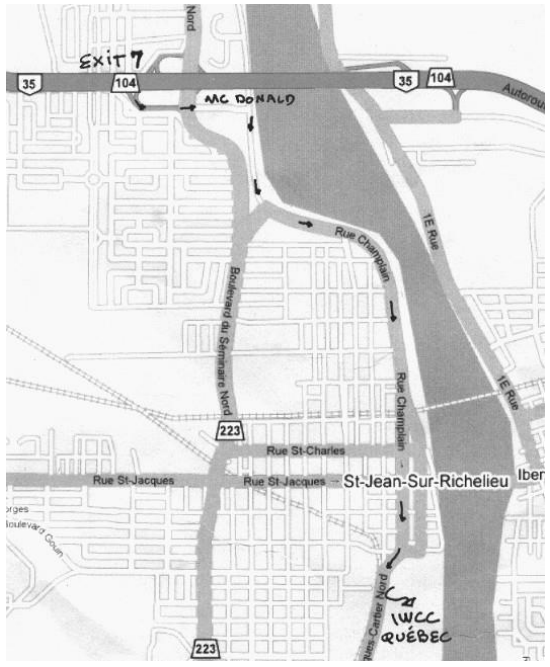 Nord
EXIT 7
35
104
MC DONALD
35
104
Autorou
Rue Champlain
1E Rue
Boulevard du Séminaire Nord
Rue Champlain
1E Rue
223
Rue St-Charles
Rue St-Jacques
Rue St-Jacques
St-Jean-Sur-Richelieu
Iber
orges
Boulevard Gouin
ques-Cartier Nord
IWCC
QUÉBEC
223